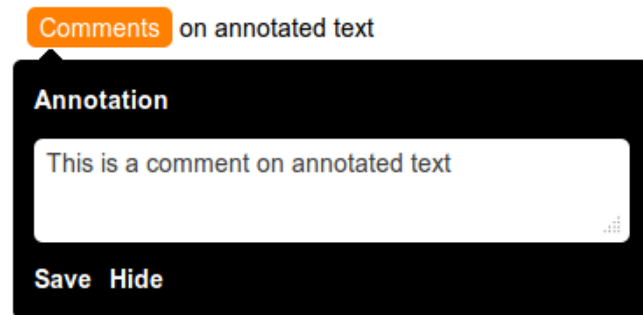 Comments on annotated text
Annotation
This is a comment on annotated text
Save Hide